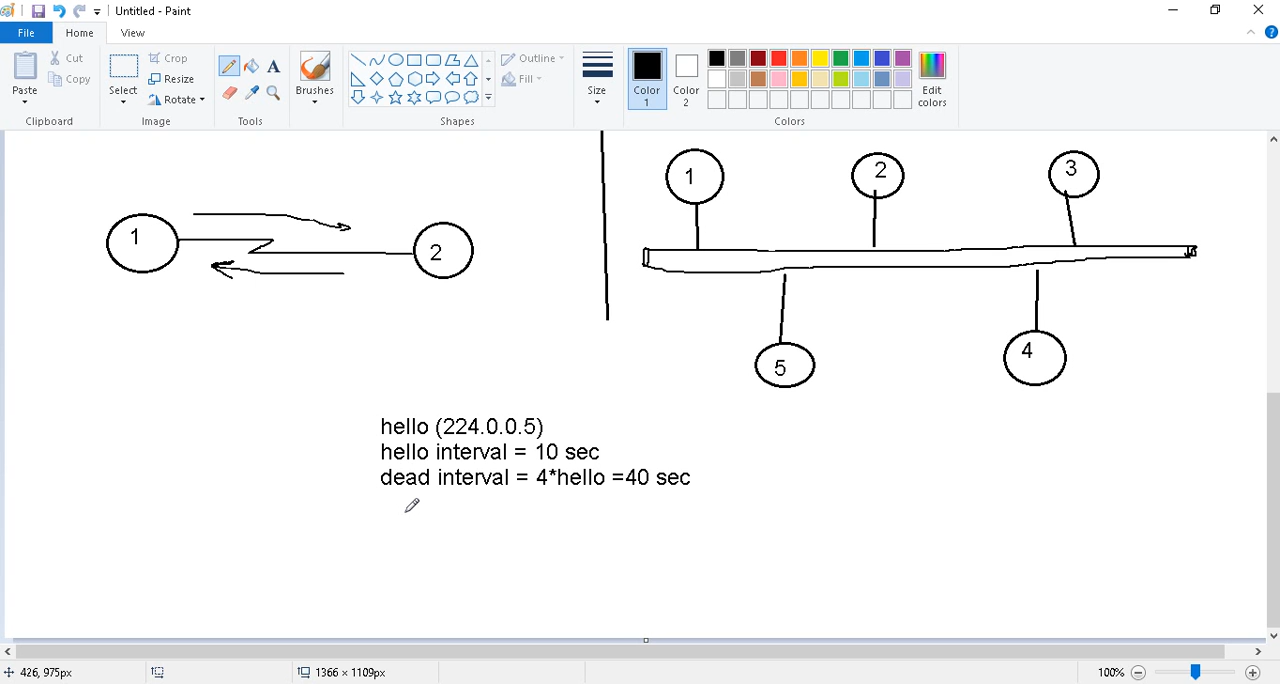 Untitled - Paint
File
Home
View
Paste
Cut
Copy
Clipboard
Select
Crop
Resize
Rotate
Image
A
Tools
Brushes
Shapes
Outline
Fill
Size
Color 1
Color 2
Edit colors
Colors
1
2
1
2
3
5
4
hello (224.0.0.5)
hello interval = 10 sec
dead interval = 4*hello =40 sec
426, 975px
1366 × 1109px
100%